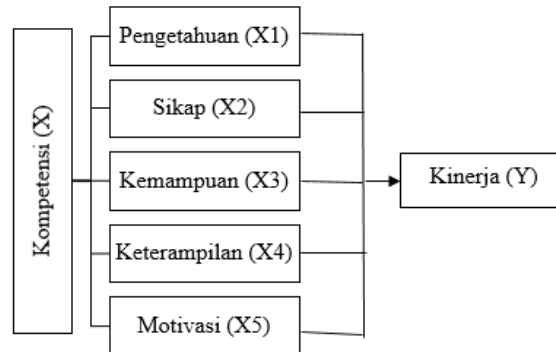 Kompetensi (X)
Pengetahuan (X1)
Sikap (X2)
Kemampuan (X3)
Keterampilan (X4)
Motivasi (X5)
Kinerja (Y)